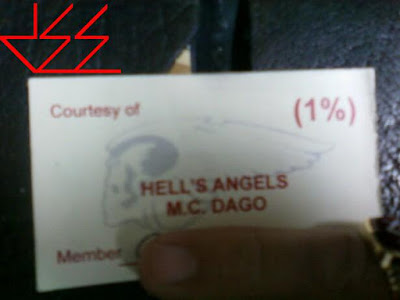 Courtesy of
(1%)
HELL'S ANGELS
M.C. DAGO
Member